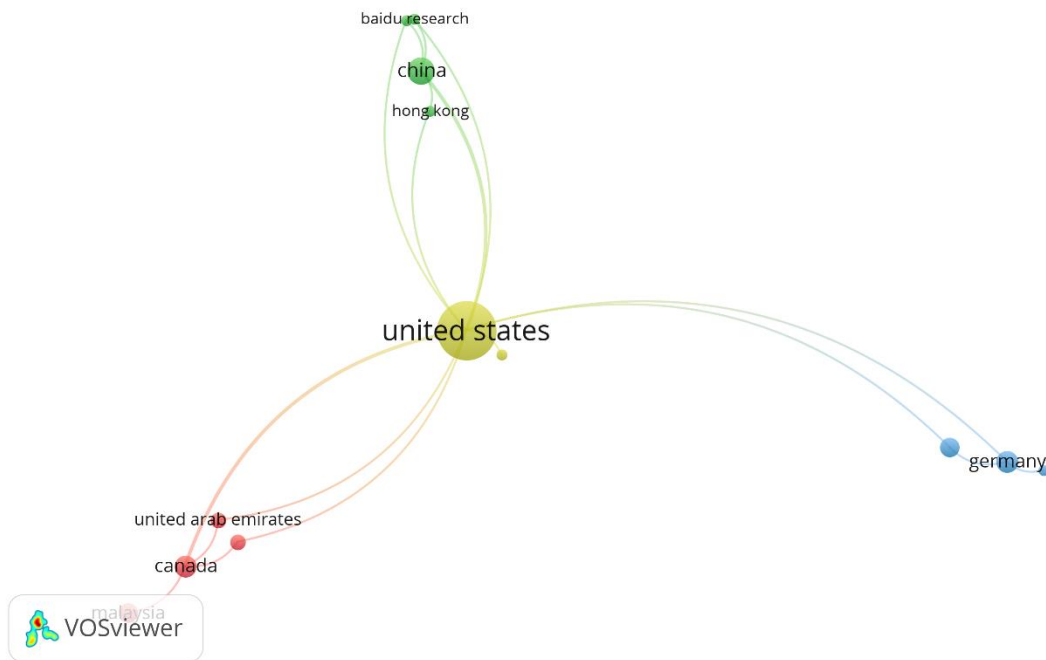 baidu research
china
hong kong
united states
germany
united arab emirates
canada
malaysia
VOSviewer